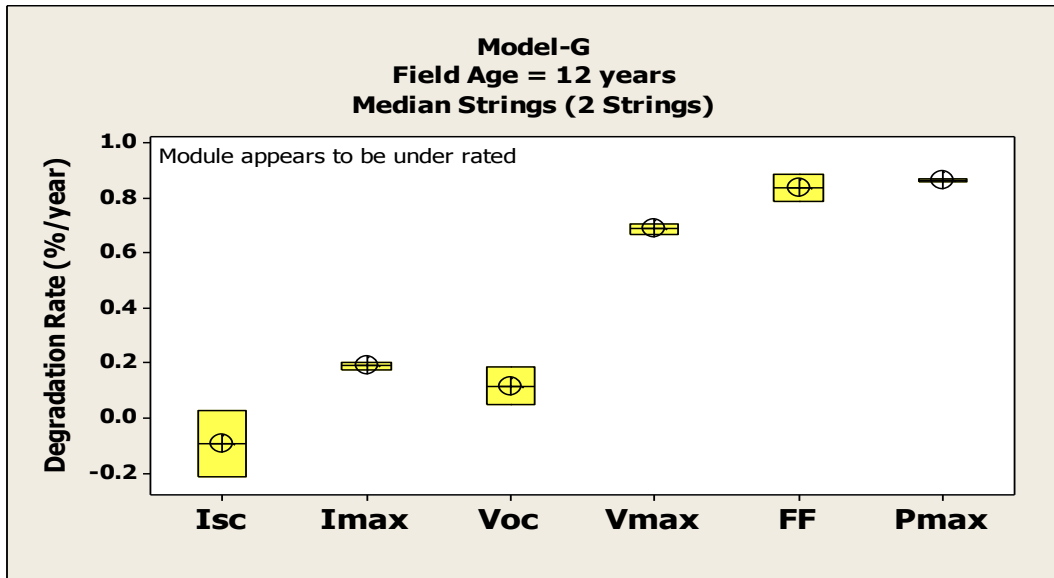 Model-G
Field Age = 12 years
Median Strings (2 Strings)
Module appears to be under rated
Degradation Rate (%/year)
1.0
0.8
0.6
0.4
0.2
0.0
-0.2
Isc Imax Voc Vmax FF Pmax